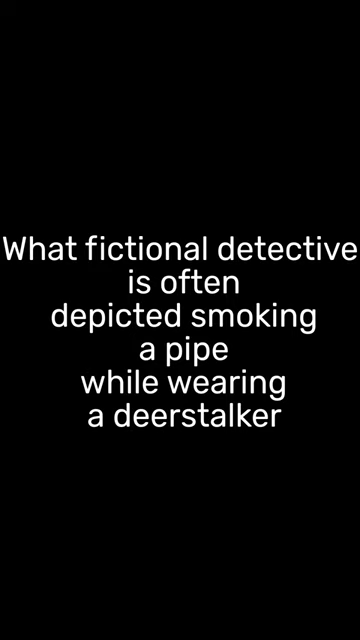 What fictional detective
is often
depicted smoking
a pipe
while wearing
a deerstalker